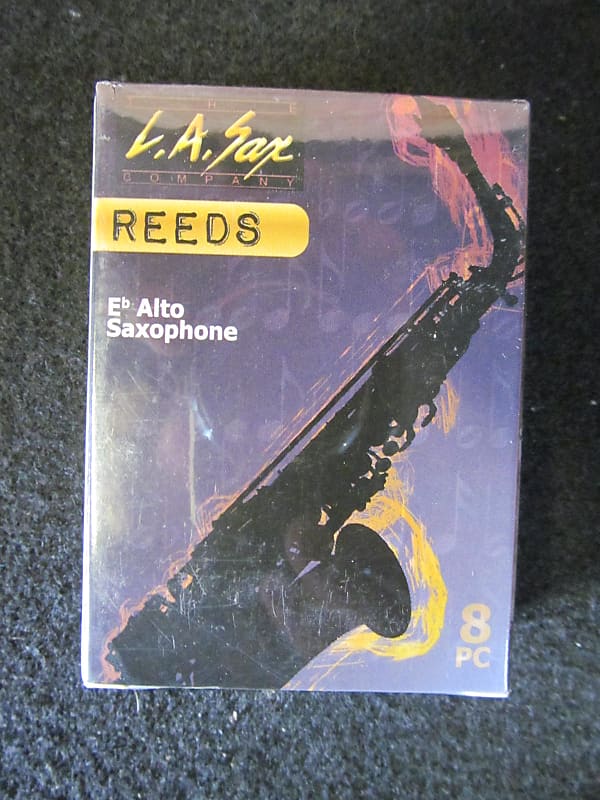 THE
L.A. Sax
COMPANY
REEDS
E♭ Alto
Saxophone
8
PC